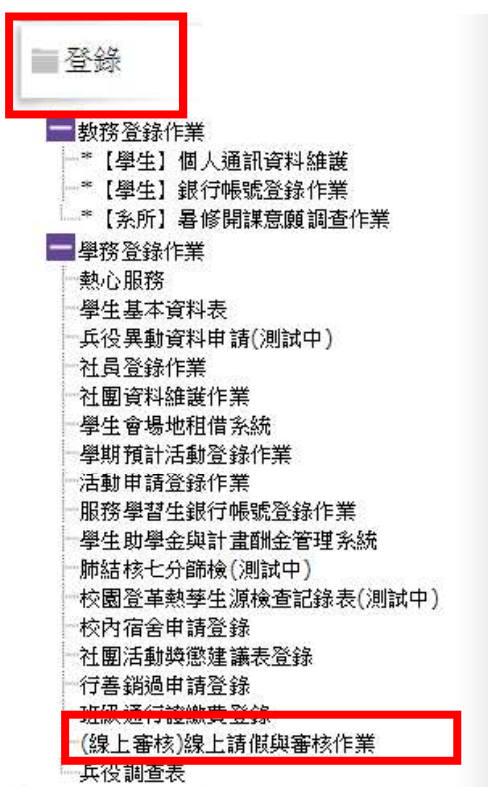 登錄
教務登錄作業
*【學生】個人通訊資料維護
*【學生】銀行帳號登錄作業
*【系所】暑修開課意願調查作業
學務登錄作業
熱心服務
學生基本資料表
兵役異動資料申請(測試中)
社員登錄作業
社團資料維護作業
學生會場地租借系統
學期預計活動登錄作業
活動申請登錄作業
服務學習生銀行帳號登錄作業
學生助學金與計畫酬金管理系統
肺結核七分篩檢(測試中)
校園登革熱孳生源檢查記錄表(測試中)
校內宿舍申請登錄
社團活動獎懲建議表登錄
行善銷過申請登錄
班級通行證繳費登錄
(線上審核)線上請假與審核作業
兵役調查表